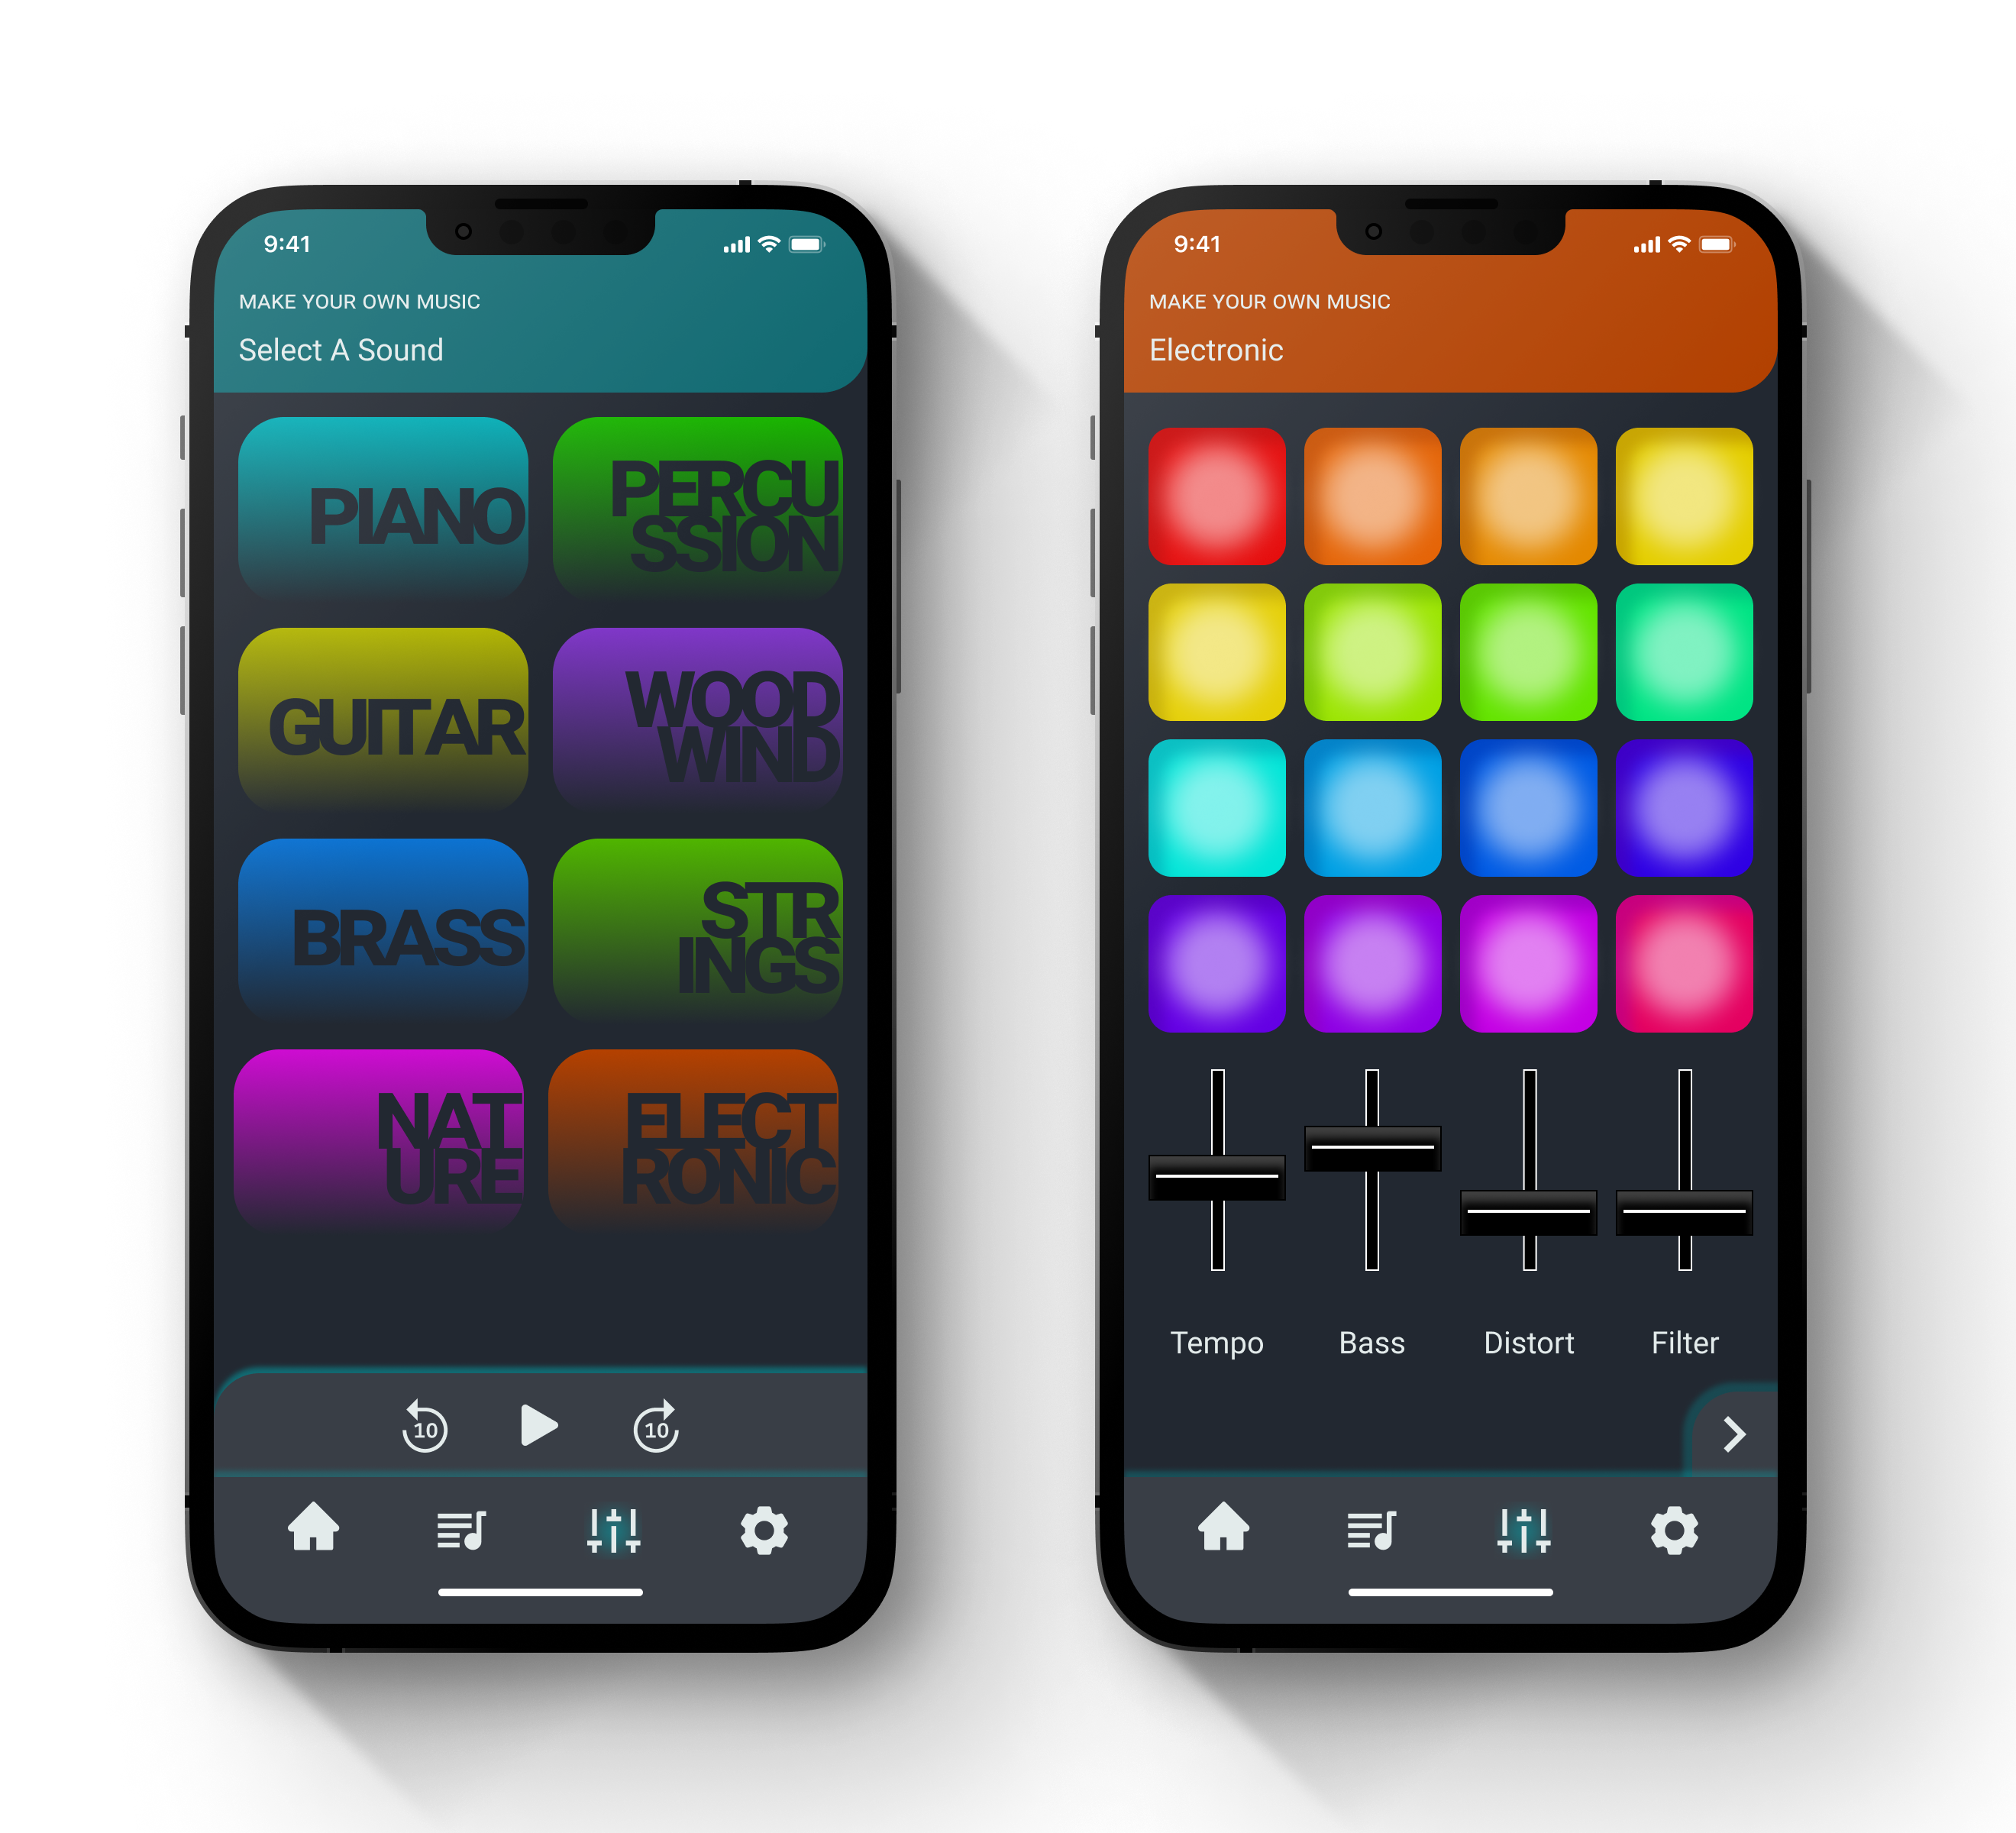 9:41
MAKE YOUR OWN MUSIC
Select A Sound
PIANO
PERCU
SSION
GUITAR
WOOD
WIND
BRASS
STR
INGS
NAT
URE
ELECT
RONIC
10
10
9:41
MAKE YOUR OWN MUSIC
Electronic
Tempo
Bass
Distort
Filter